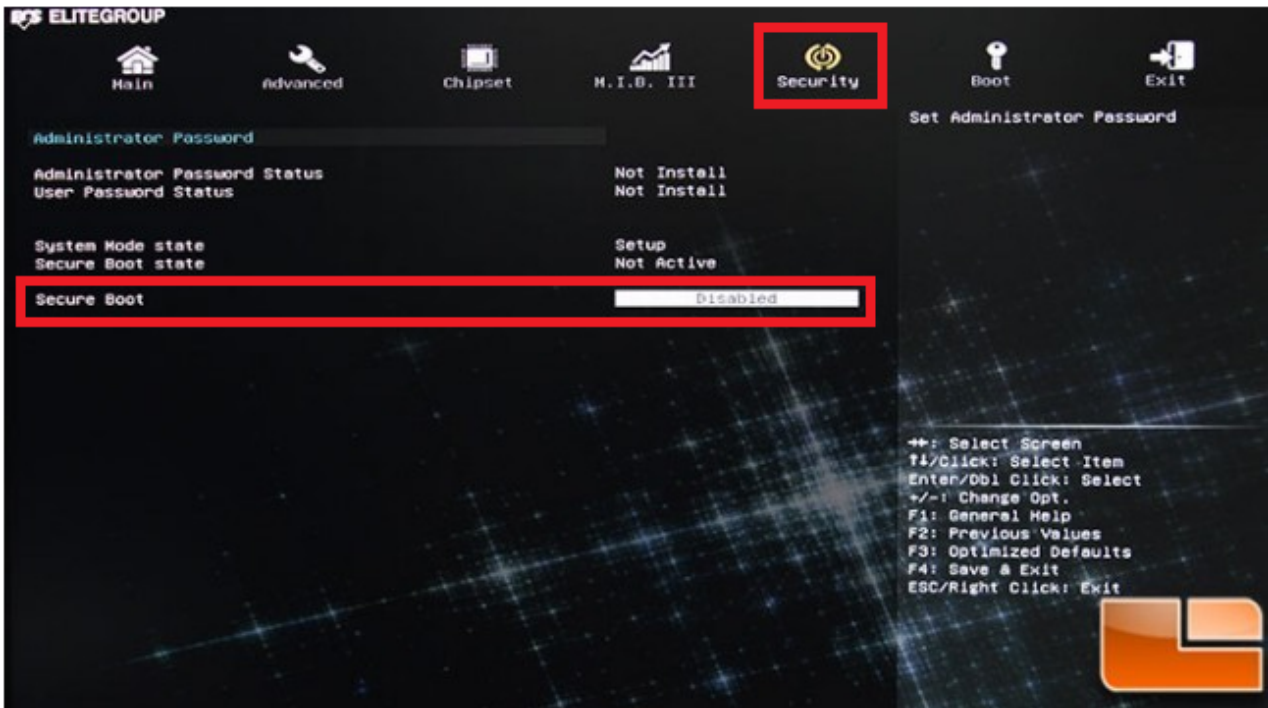 ECS ELITEGROUP
Main Advanced Chipset M.I.B. III Security Boot Exit
Set Administrator Password
Administrator Password
Administrator Password Status Not Install
User Password Status Not Install
System Mode state Setup
Secure Boot state Not Active
Secure Boot Disabled
→←: Select Screen
↑↓/Click: Select Item
Enter/Dbl Click: Select
+/-: Change Opt.
F1: General Help
F2: Previous Values
F3: Optimized Defaults
F4: Save & Exit
ESC/Right Click: Exit